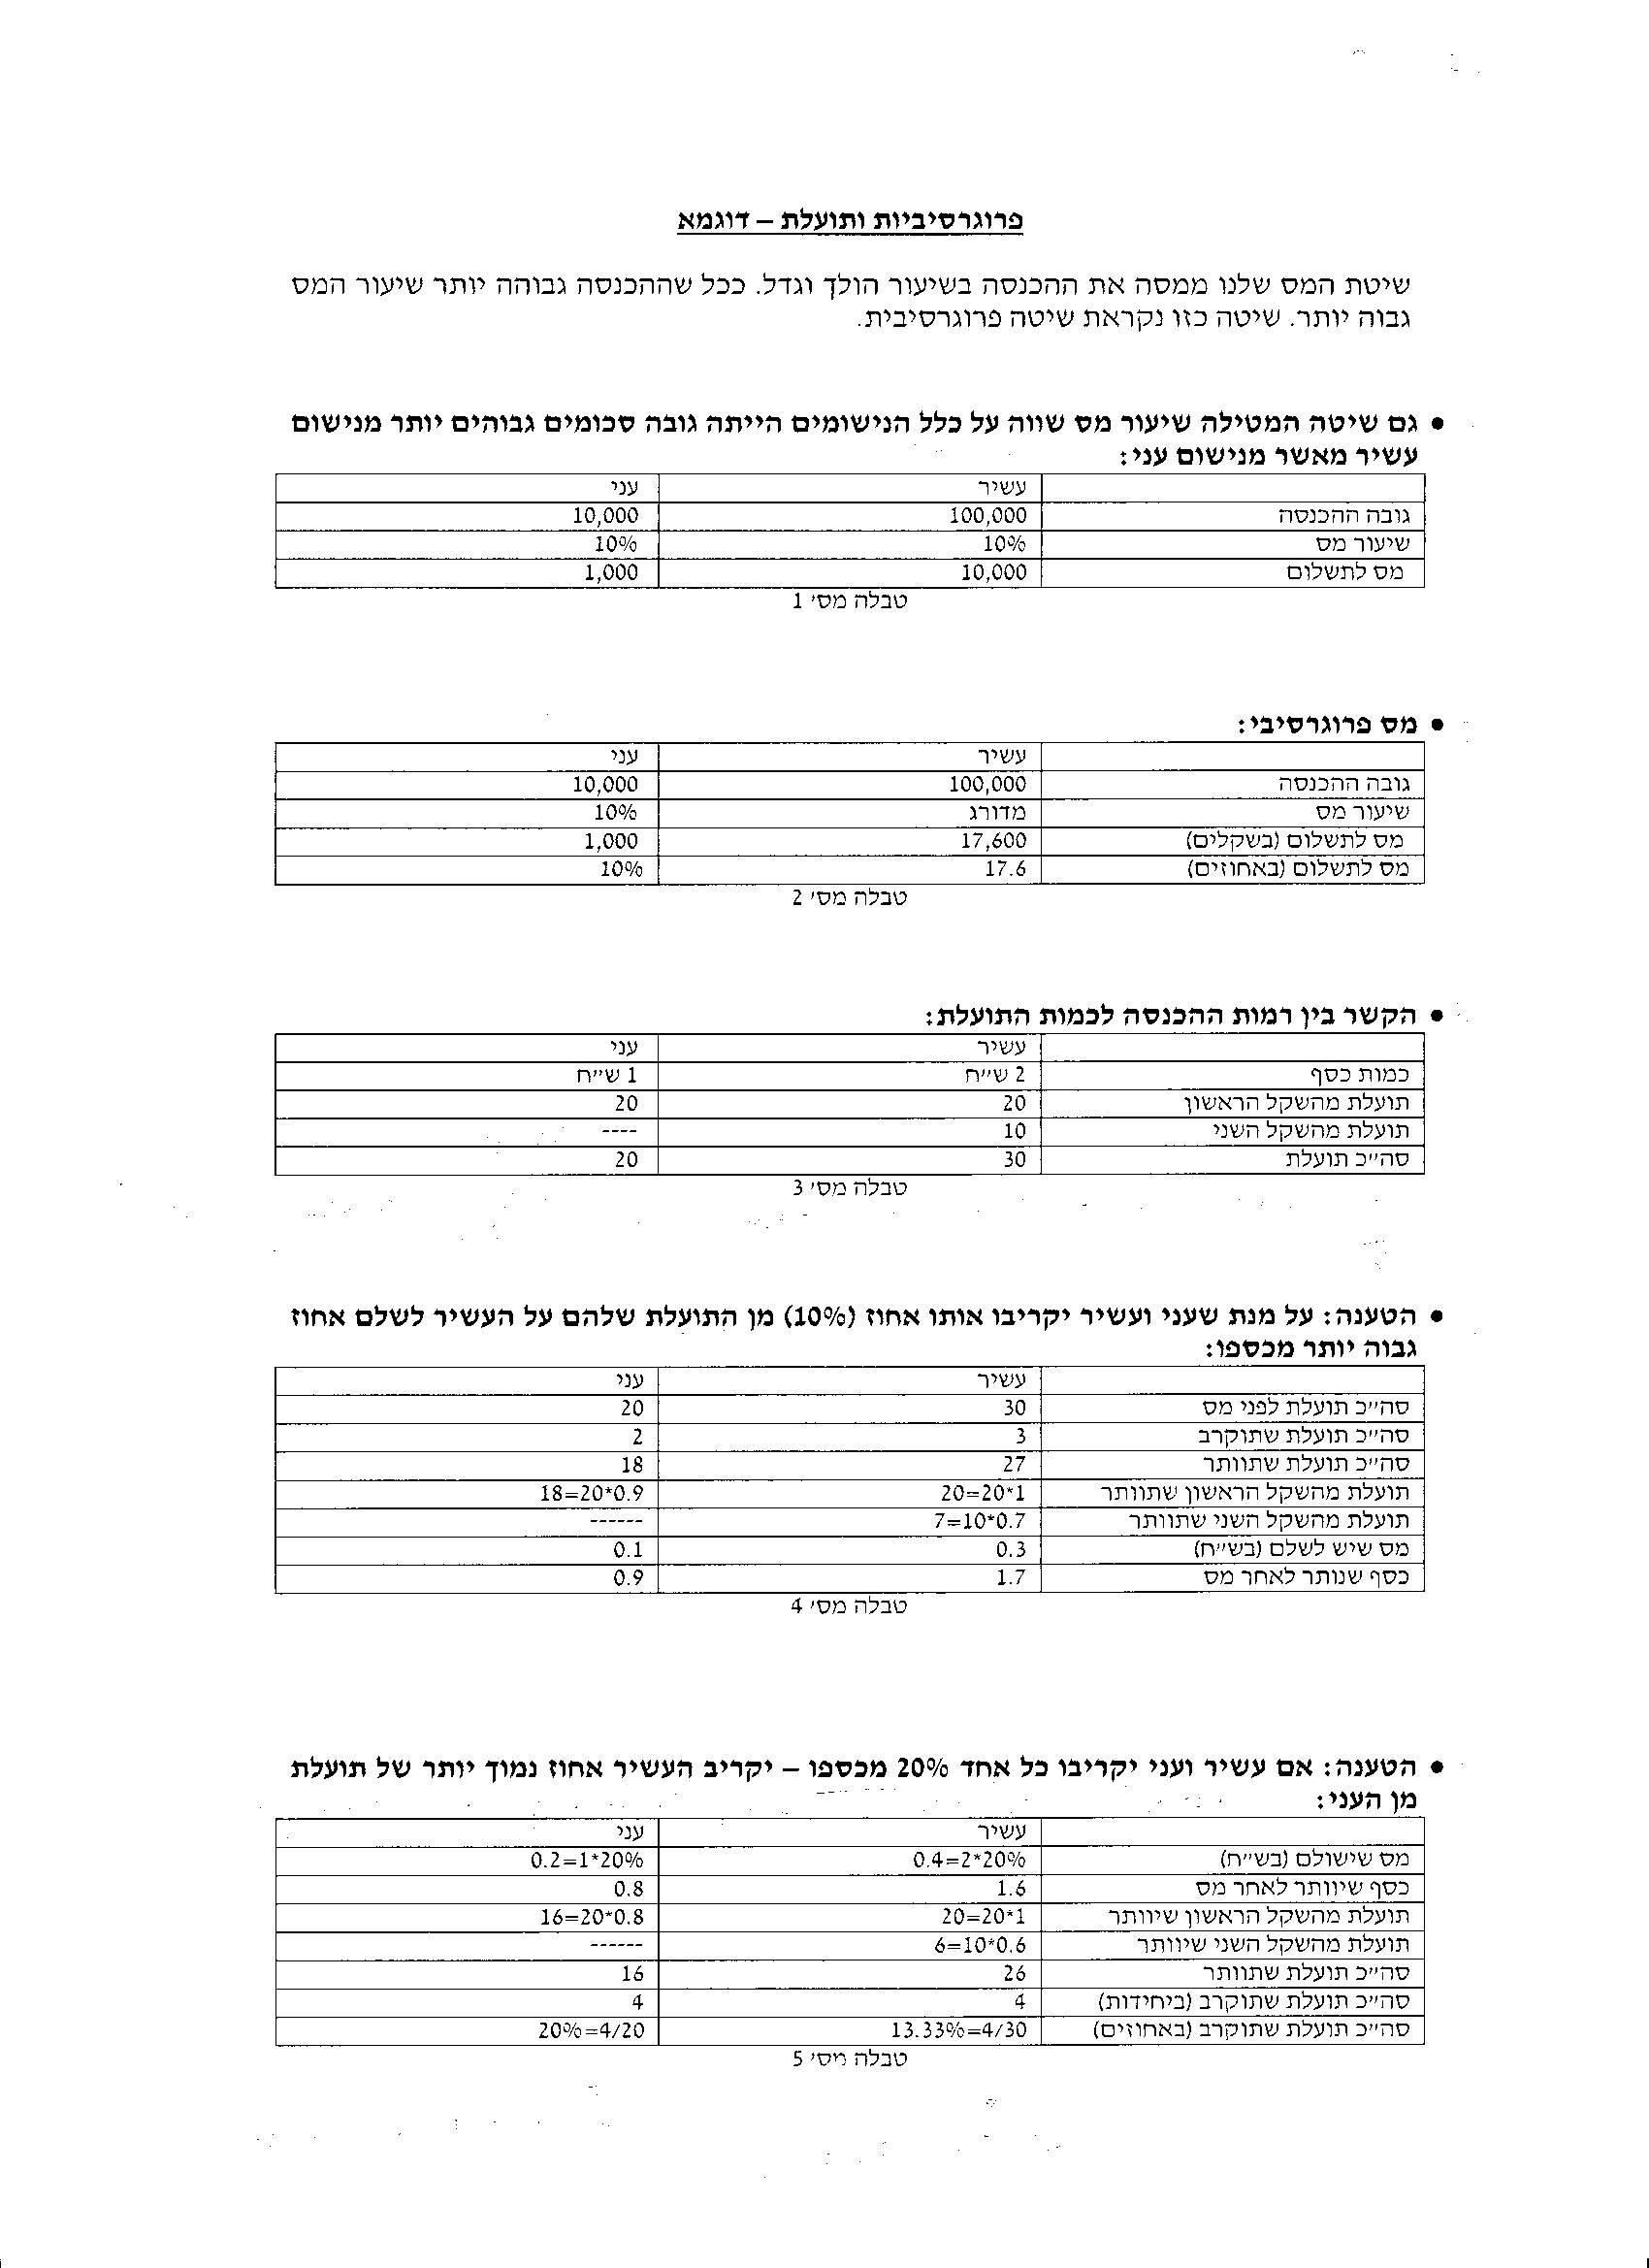 פרוגרסיביות ותועלת – דוגמא
שיטת המס שלנו ממסה את ההכנסה בשיעור הולך וגדל. ככל שההכנסה גבוהה יותר שיעור המס
גבוה יותר. שיטה כזו נקראת שיטה פרוגרסיבית.
• גם שיטה המטילה שיעור מס שווה על כלל הנישומים הייתה גובה סכומים גבוהים יותר מנישום
עשיר מאשר מנישום עני:
עשיר עני
גובה ההכנסה 100,000 10,000
שיעור מס 10% 10%
מס לתשלום 10,000 1,000
טבלה מס' 1
• מס פרוגרסיבי:
עשיר עני
גובה ההכנסה 100,000 10,000
שיעור מס מדורג 10%
מס לתשלום (בשקלים) 17,600 1,000
מס לתשלום (באחוזים) 17.6 10%
טבלה מס' 2
• הקשר בין רמות ההכנסה לכמות התועלת:
עשיר עני
כמות כסף 2 ש״ח 1 ש״ח
תועלת מהשקל הראשון 20 20
תועלת מהשקל השני 10 ----
סה״כ תועלת 30 20
טבלה מס' 3
• הטענה: על מנת שעני ועשיר יקריבו אותו אחוז (10%) מן התועלת שלהם על העשיר לשלם אחוז
גבוה יותר מכספו:
עשיר עני
סה״כ תועלת לפני מס 30 20
סה״כ תועלת שתוקרב 3 2
סה״כ תועלת שתוותר 27 18
תועלת מהשקל הראשון שתוותר 20=20*1 18=20*0.9
תועלת מהשקל השני שתוותר 7=10*0.7 ------
מס שיש לשלם (בש״ח) 0.3 0.1
כסף שנותר לאחר מס 1.7 0.9
טבלה מס' 4
• הטענה: אם עשיר ועני יקריבו כל אחד 20% מכספו – יקריב העשיר אחוז נמוך יותר של תועלת
מן העני:
עשיר עני
מס שישולם (בש״ח) 0.4=2*20% 0.2=1*20%
כסף שיוותר לאחר מס 1.6 0.8
תועלת מהשקל הראשון שיוותר 20=20*1 16=20*0.8
תועלת מהשקל השני שיוותר 6=10*0.6 ------
סה״כ תועלת שתוותר 26 16
סה״כ תועלת שתוקרב (ביחידות) 4 4
סה״כ תועלת שתוקרב (באחוזים) 13.33%=4/30 20%=4/20
טבלה מס' 5